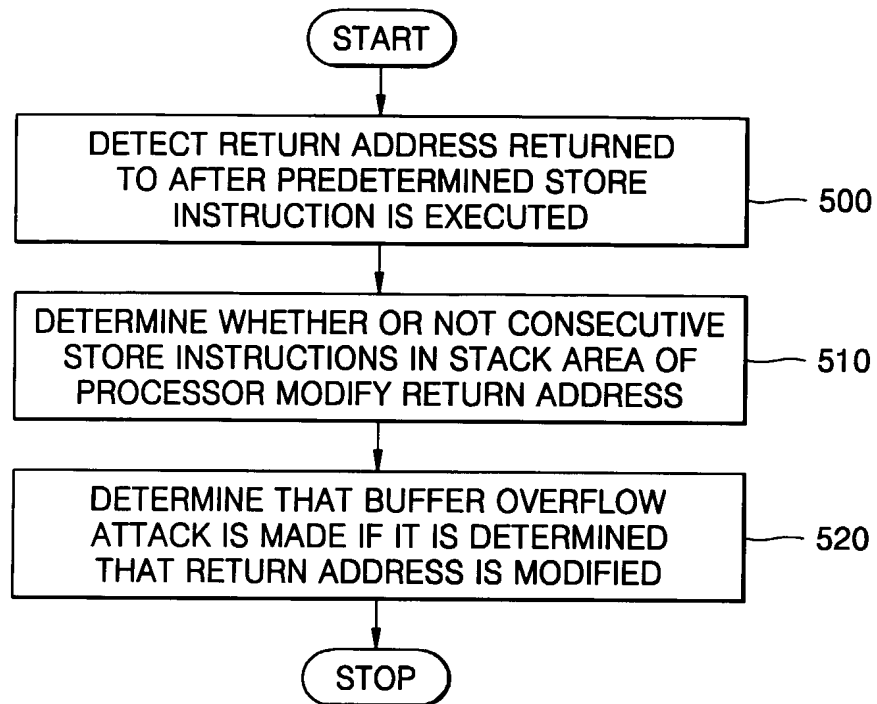 START
DETECT RETURN ADDRESS RETURNED
TO AFTER PREDETERMINED STORE
INSTRUCTION IS EXECUTED
500
DETERMINE WHETHER OR NOT CONSECUTIVE
STORE INSTRUCTIONS IN STACK AREA OF
PROCESSOR MODIFY RETURN ADDRESS
510
DETERMINE THAT BUFFER OVERFLOW
ATTACK IS MADE IF IT IS DETERMINED
THAT RETURN ADDRESS IS MODIFIED
520
STOP